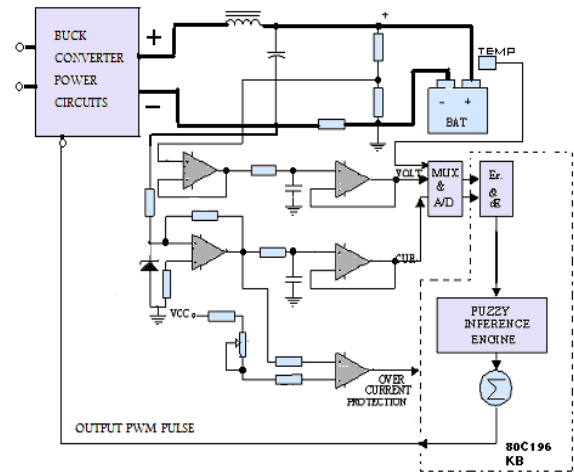 BUCK
CONVERTER
POWER
CIRCUITS
+
−
+
TEMP
- +
BAT
VOLT
MUX
&
A/D
Er.
&
dE
CUR.
VCC
FUZZY
INFERENCE
ENGINE
OVER
CURRENT
PROTECTION
Σ
OUTPUT PWM PULSE
80C196
KB